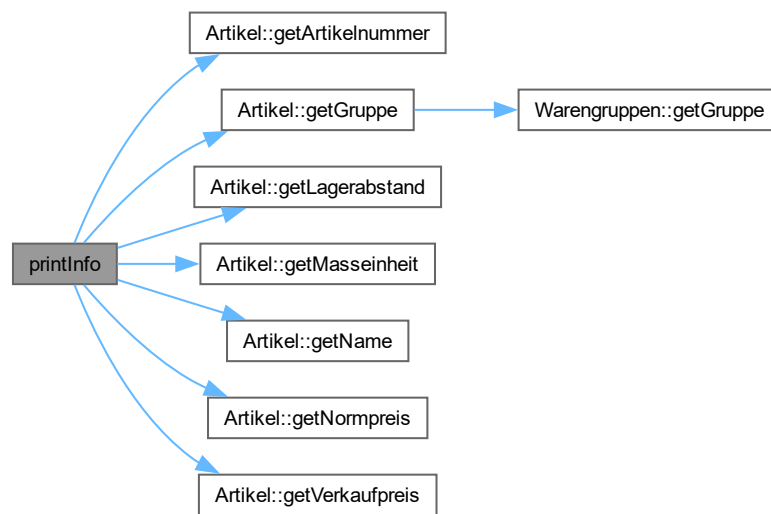 Artikel::getArtikelnummer
Artikel::getGruppe
Warengruppen::getGruppe
Artikel::getLagerabstand
printInfo
Artikel::getMasseinheit
Artikel::getName
Artikel::getNormpreis
Artikel::getVerkaufpreis